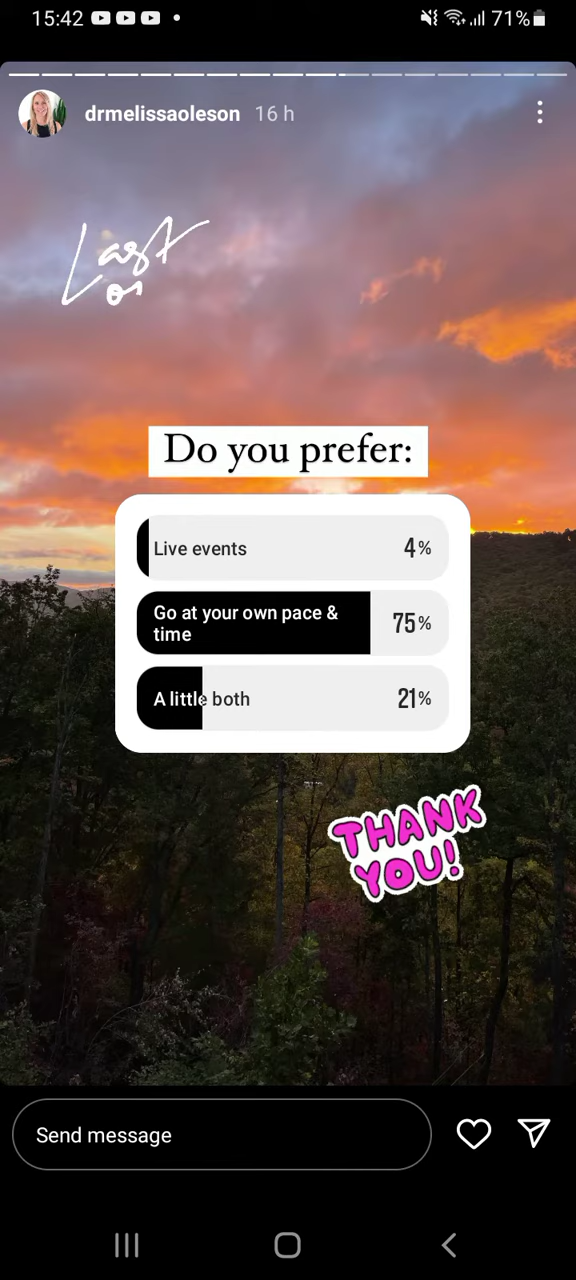 15:42
71%
drmelissaoleson 16 h
Last
Do you prefer:
Live events 4%
Go at your own pace &
time 75%
A little both 21%
THANK
YOU!
Send message